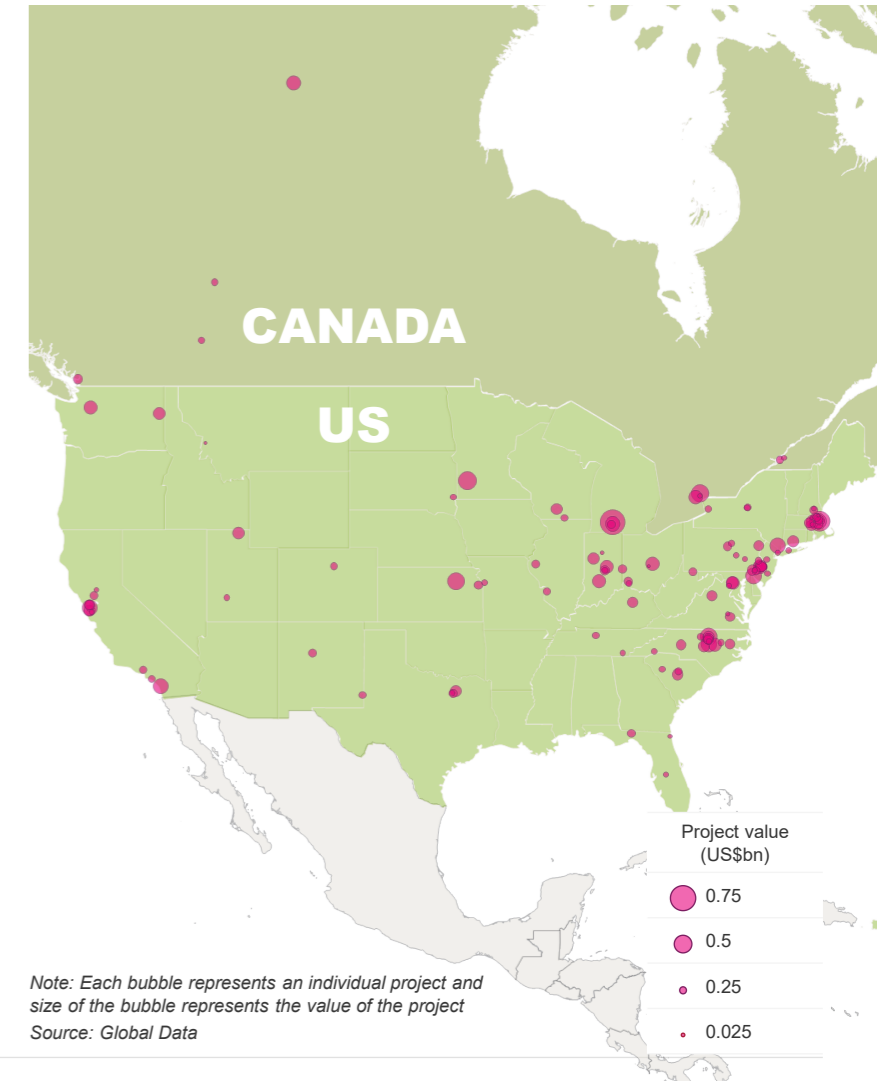 CANADA
US
Project value
(US$bn)
0.75
0.5
0.25
0.025
Note: Each bubble represents an individual project and
size of the bubble represents the value of the project
Source: Global Data